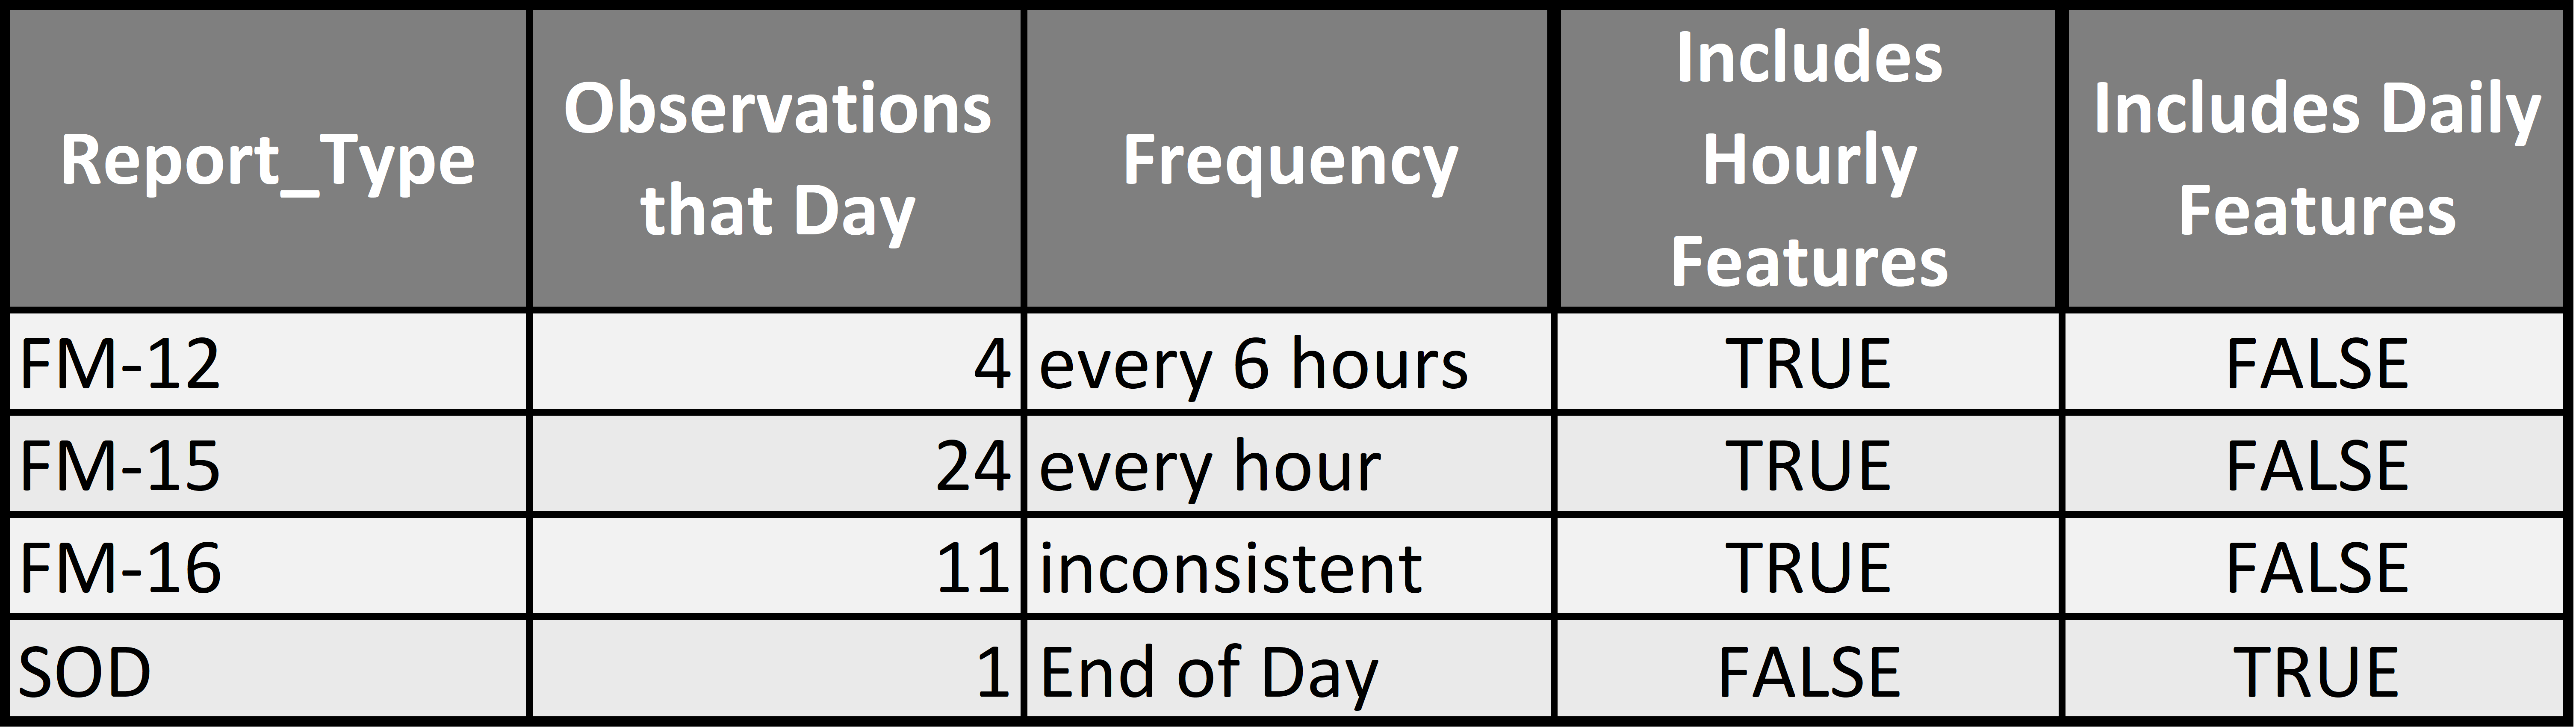 Report_Type
Observations
that Day
Frequency
Includes
Hourly
Features
Includes Daily
Features
FM-12 4 every 6 hours TRUE FALSE
FM-15 24 every hour TRUE FALSE
FM-16 11 inconsistent TRUE FALSE
SOD 1 End of Day FALSE TRUE